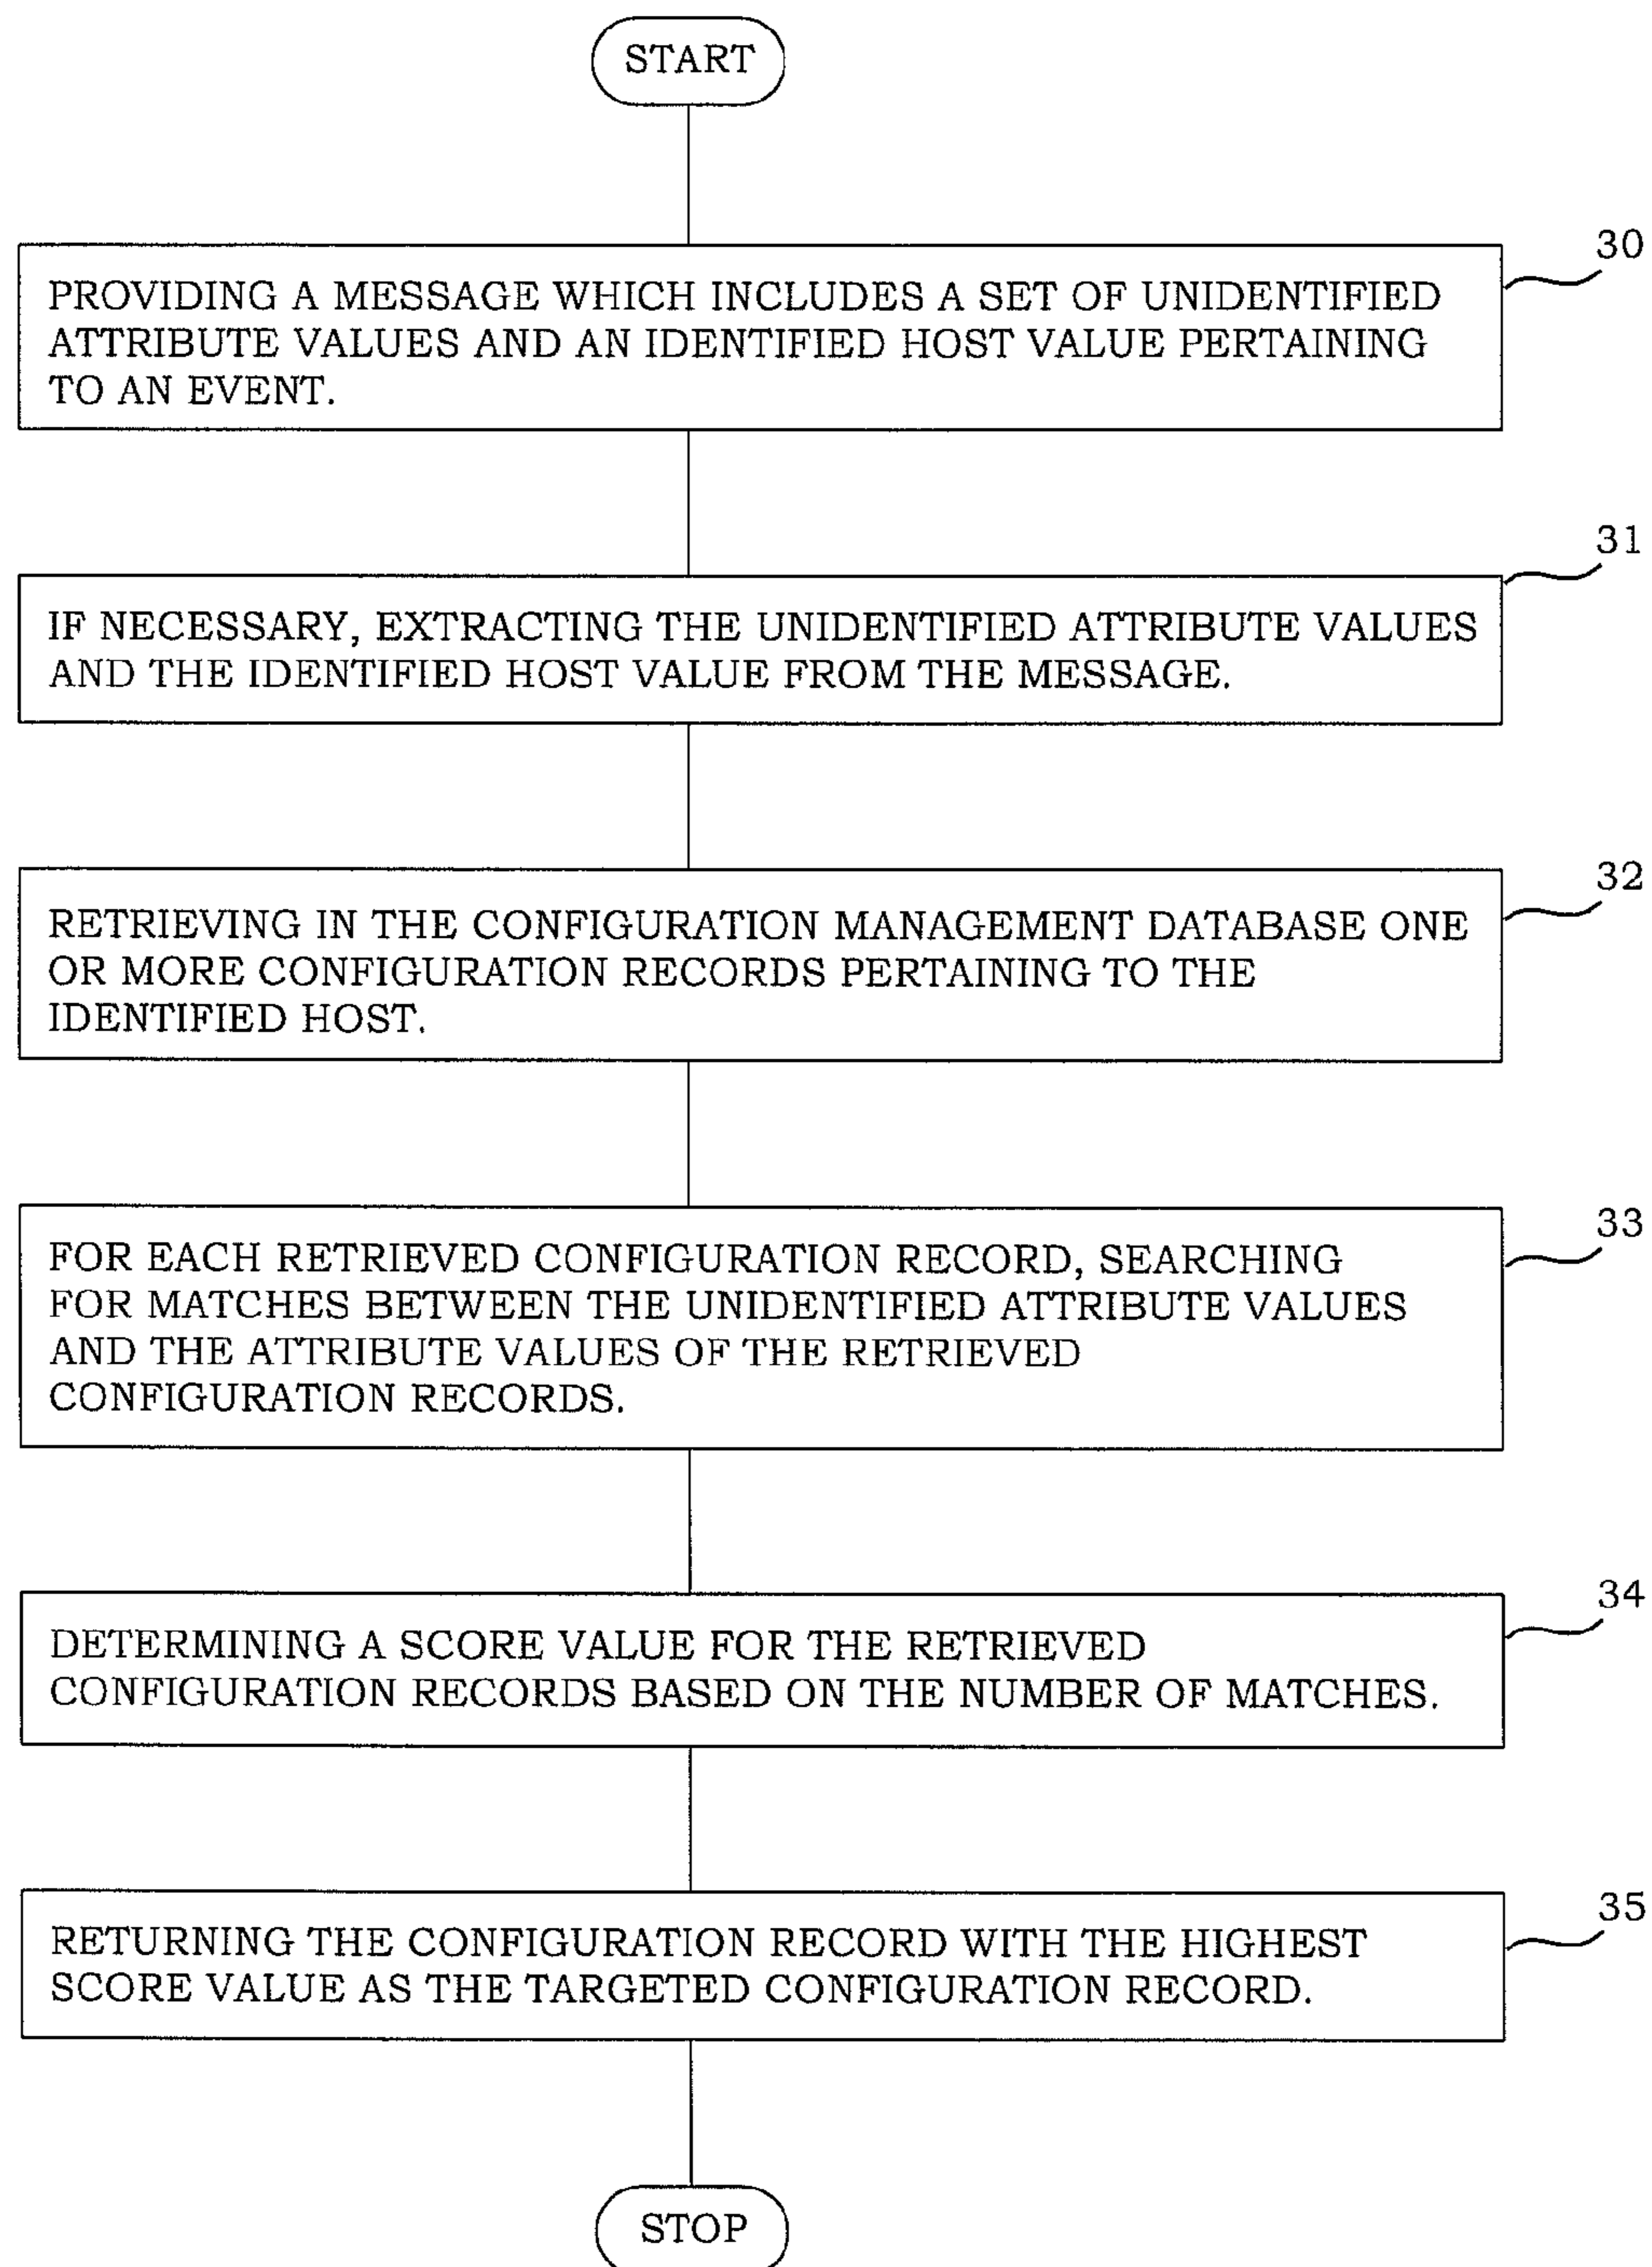 START
30
PROVIDING A MESSAGE WHICH INCLUDES A SET OF UNIDENTIFIED
ATTRIBUTE VALUES AND AN IDENTIFIED HOST VALUE PERTAINING
TO AN EVENT.
31
IF NECESSARY, EXTRACTING THE UNIDENTIFIED ATTRIBUTE VALUES
AND THE IDENTIFIED HOST VALUE FROM THE MESSAGE.
32
RETRIEVING IN THE CONFIGURATION MANAGEMENT DATABASE ONE
OR MORE CONFIGURATION RECORDS PERTAINING TO THE
IDENTIFIED HOST.
33
FOR EACH RETRIEVED CONFIGURATION RECORD, SEARCHING
FOR MATCHES BETWEEN THE UNIDENTIFIED ATTRIBUTE VALUES
AND THE ATTRIBUTE VALUES OF THE RETRIEVED
CONFIGURATION RECORDS.
34
DETERMINING A SCORE VALUE FOR THE RETRIEVED
CONFIGURATION RECORDS BASED ON THE NUMBER OF MATCHES.
35
RETURNING THE CONFIGURATION RECORD WITH THE HIGHEST
SCORE VALUE AS THE TARGETED CONFIGURATION RECORD.
STOP